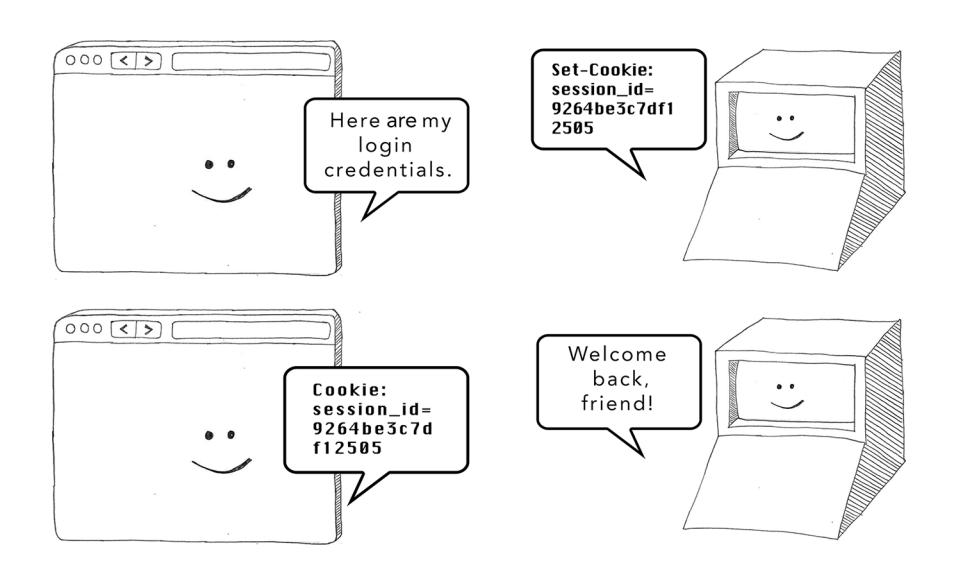 Here are my
login
credentials.
Set-Cookie:
session_id=
9264be3c7df1
2505
Cookie:
session_id=
9264be3c7d
f12505
Welcome
back,
friend!